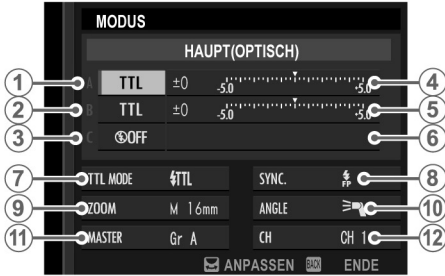 MODUS
HAUPT(OPTISCH)
1 A TTL ±0 -5.0 +5.0 4
2 B TTL ±0 -5.0 +5.0 5
3 C OFF 6
7 TTL MODE TTL SYNC. FP 8
9 ZOOM M 16mm ANGLE 10
11 MASTER Gr A CH CH 1 12
ANPASSEN BACK ENDE